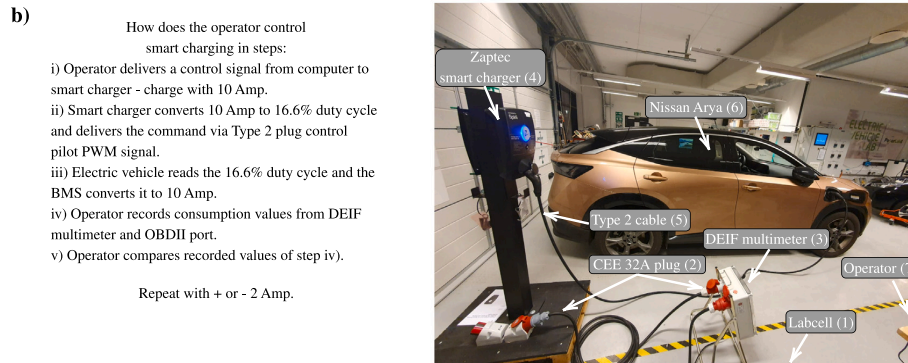 b)
How does the operator control
smart charging in steps:
i) Operator delivers a control signal from computer to
smart charger - charge with 10 Amp.
ii) Smart charger converts 10 Amp to 16.6% duty cycle
and delivers the command via Type 2 plug control
pilot PWM signal.
iii) Electric vehicle reads the 16.6% duty cycle and the
BMS converts it to 10 Amp.
iv) Operator records consumption values from DEIF
multimeter and OBDII port.
v) Operator compares recorded values of step iv).
Repeat with + or - 2 Amp.
Zaptec
smart charger (4)
Nissan Arya (6)
Type 2 cable (5)
DEIF multimeter (3)
CEE 32A plug (2)
Operator (7
Labcell (1)